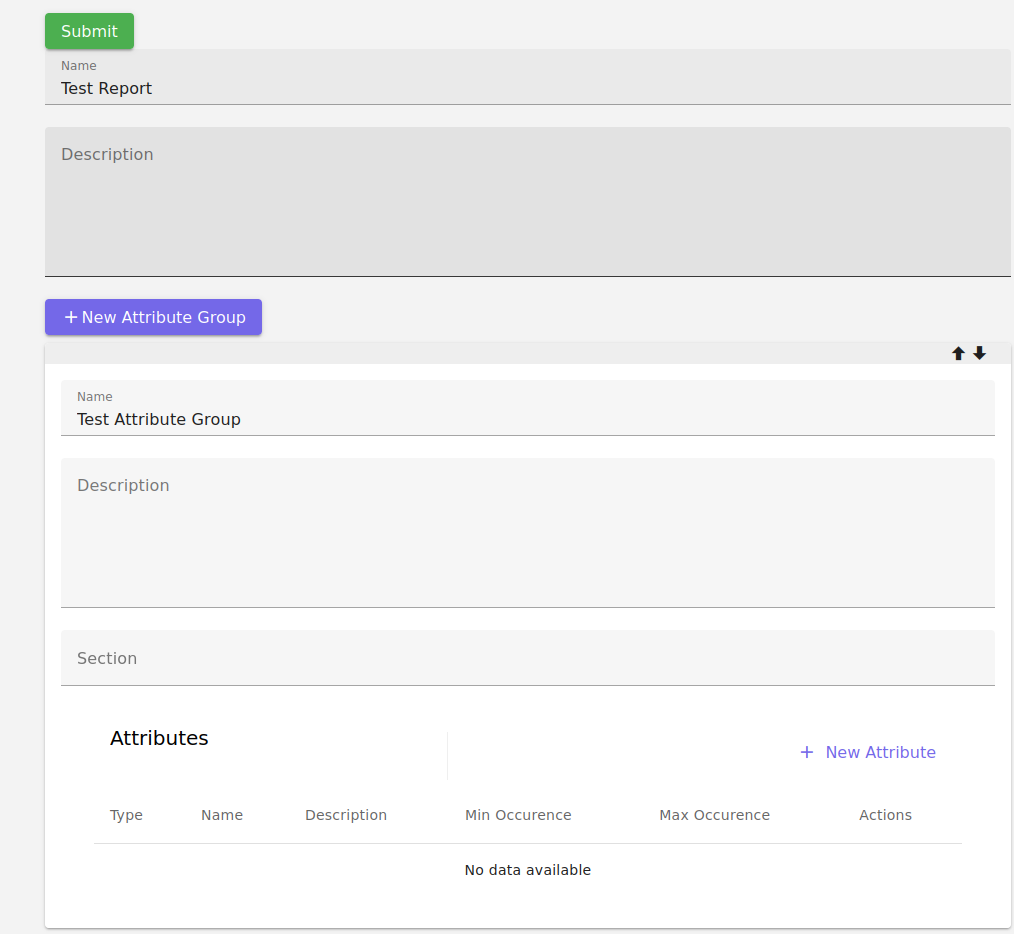 Submit
Name
Test Report
Description
+ New Attribute Group
Name
Test Attribute Group
Description
Section
Attributes
+ New Attribute
Type Name Description Min Occurence Max Occurence Actions
No data available